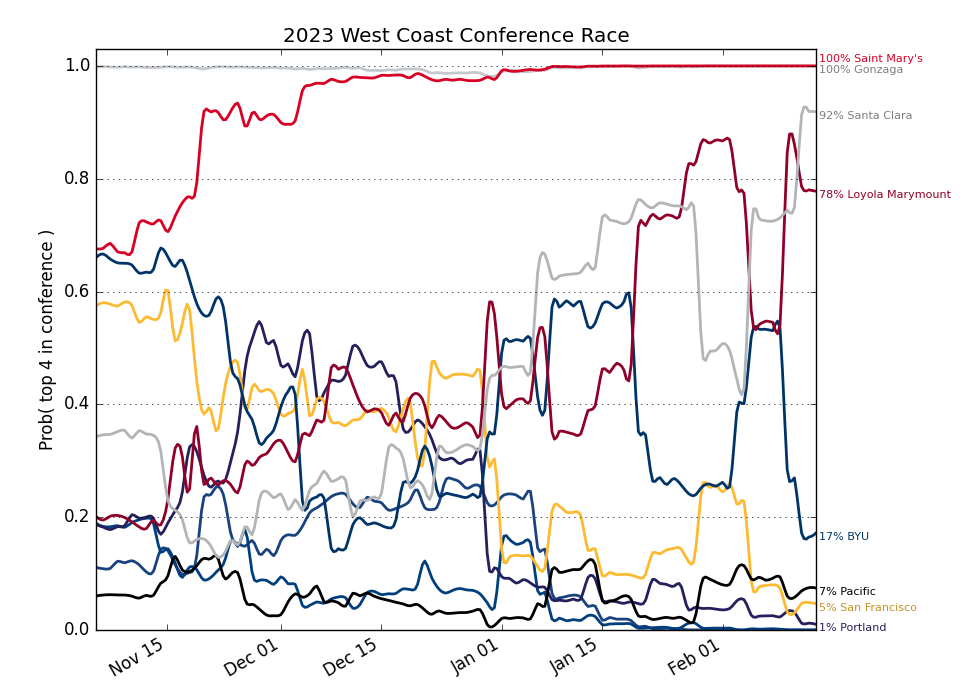 2023 West Coast Conference Race
Prob( top 4 in conference )
1.0
0.8
0.6
0.4
0.2
0.0
Nov 15
Dec 01
Dec 15
Jan 01
Jan 15
Feb 01
100% Saint Mary's
100% Gonzaga
92% Santa Clara
78% Loyola Marymount
17% BYU
7% Pacific
5% San Francisco
1% Portland